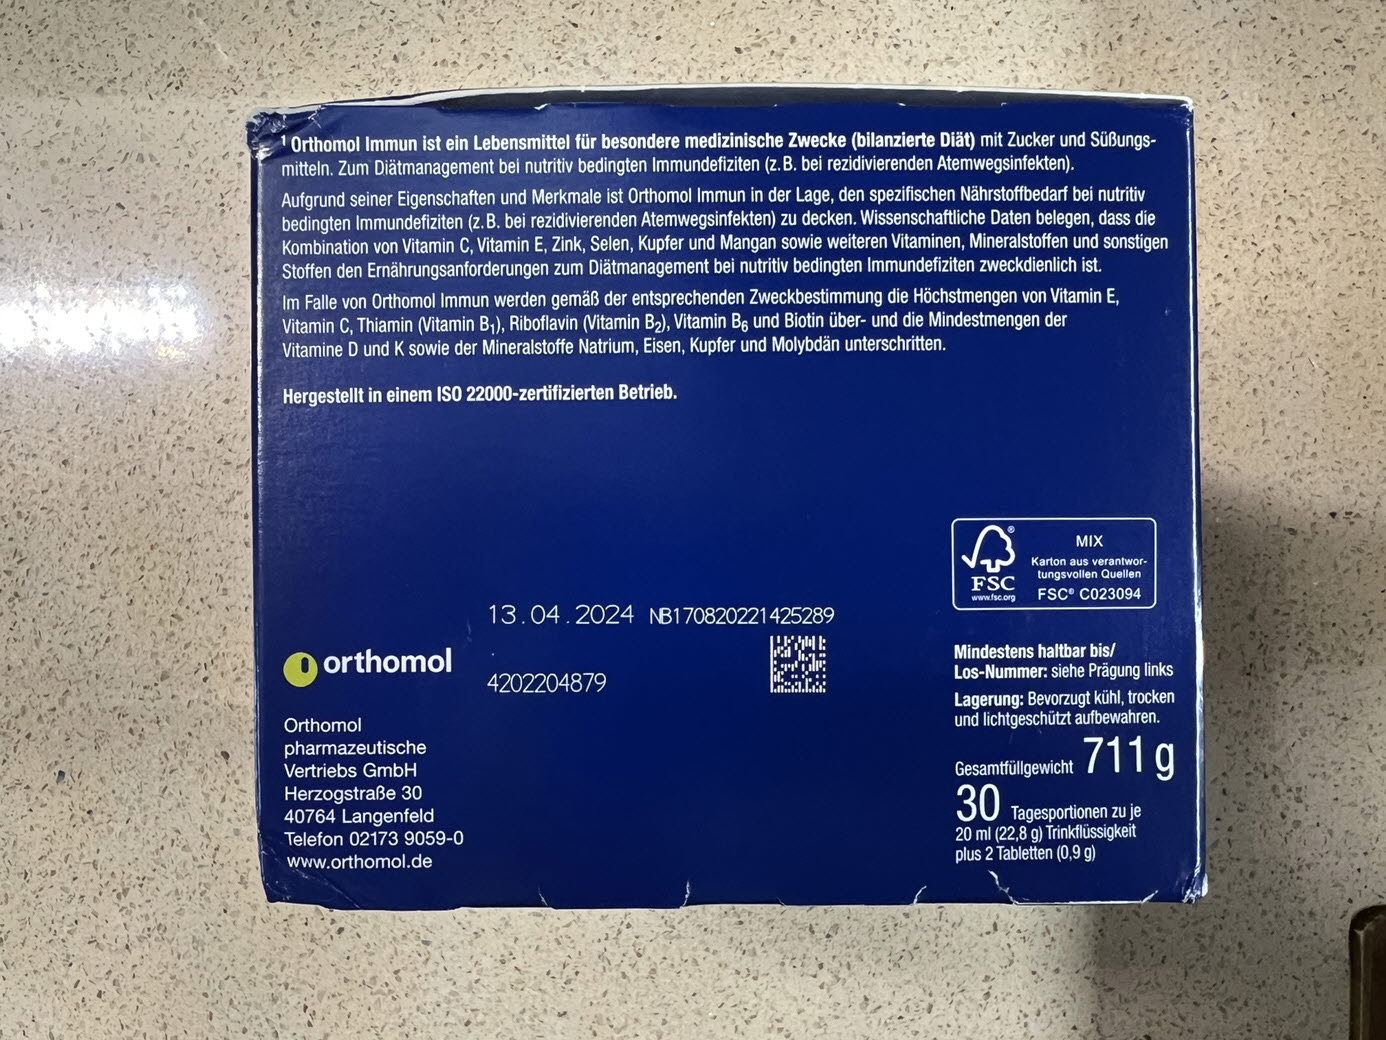 ¹ Orthomol Immun ist ein Lebensmittel für besondere medizinische Zwecke (bilanzierte Diät) mit Zucker und Süßungs-
mitteln. Zum Diätmanagement bei nutritiv bedingten Immundefiziten (z. B. bei rezidivierenden Atemwegsinfekten).
Aufgrund seiner Eigenschaften und Merkmale ist Orthomol Immun in der Lage, den spezifischen Nährstoffbedarf bei nutritiv
bedingten Immundefiziten (z. B. bei rezidivierenden Atemwegsinfekten) zu decken. Wissenschaftliche Daten belegen, dass die
Kombination von Vitamin C, Vitamin E, Zink, Selen, Kupfer und Mangan sowie weiteren Vitaminen, Mineralstoffen und sonstigen
Stoffen den Ernährungsanforderungen zum Diätmanagement bei nutritiv bedingten Immundefiziten zweckdienlich ist.
Im Falle von Orthomol Immun werden gemäß der entsprechenden Zweckbestimmung die Höchstmengen von Vitamin E,
Vitamin C, Thiamin (Vitamin B₁), Riboflavin (Vitamin B₂), Vitamin B₆ und Biotin über- und die Mindestmengen der
Vitamine D und K sowie der Mineralstoffe Natrium, Eisen, Kupfer und Molybdän unterschritten.
Hergestellt in einem ISO 22000-zertifizierten Betrieb.
FSC®
www.fsc.org
MIX
Karton aus verantwor-
tungsvollen Quellen
FSC® C023094
13.04.2024 NB170820221425289
4202204879
orthomol
Orthomol
pharmazeutische
Vertriebs GmbH
Herzogstraße 30
40764 Langenfeld
Telefon 02173 9059-0
www.orthomol.de
Mindestens haltbar bis/
Los-Nummer: siehe Prägung links
Lagerung: Bevorzugt kühl, trocken
und lichtgeschützt aufbewahren.
Gesamtfüllgewicht 711 g
30 Tagesportionen zu je
20 ml (22,8 g) Trinkflüssigkeit
plus 2 Tabletten (0,9 g)